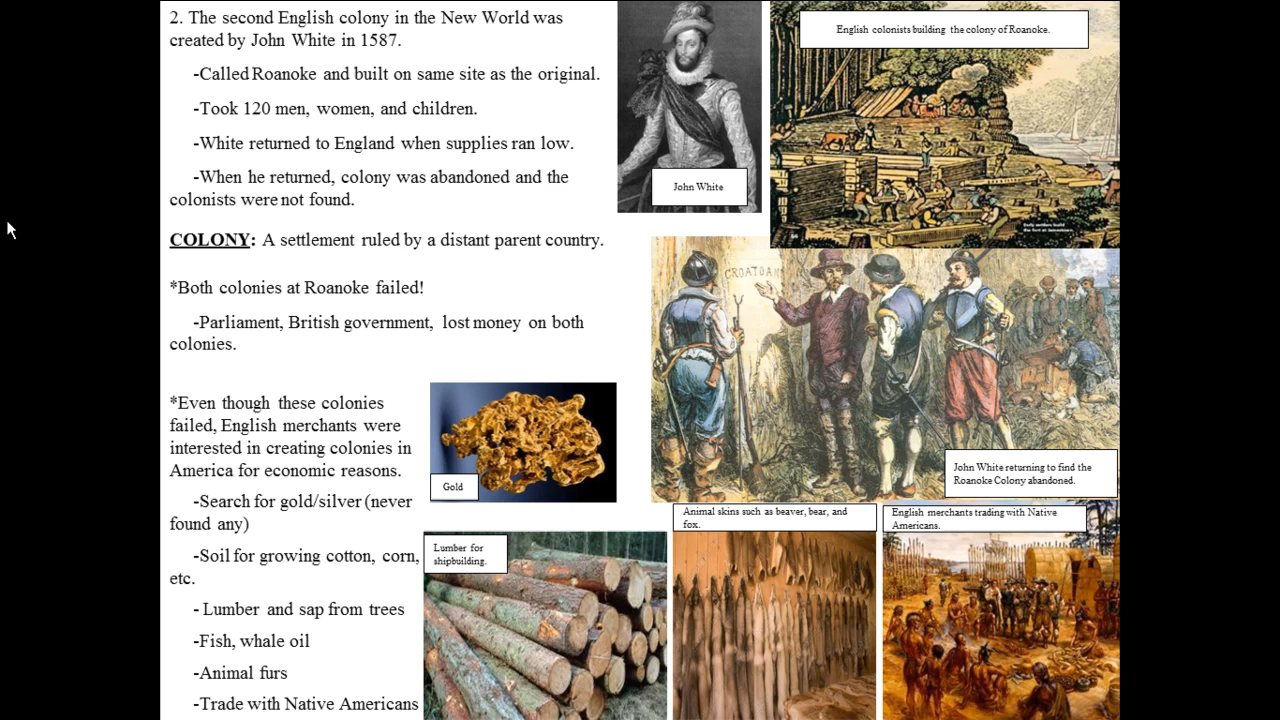 2. The second English colony in the New World was
created by John White in 1587.
-Called Roanoke and built on same site as the original.
-Took 120 men, women, and children.
-White returned to England when supplies ran low.
-When he returned, colony was abandoned and the
colonists were not found.
COLONY: A settlement ruled by a distant parent country.
*Both colonies at Roanoke failed!
-Parliament, British government, lost money on both
colonies.
*Even though these colonies
failed, English merchants were
interested in creating colonies in
America for economic reasons.
-Search for gold/silver (never
found any)
-Soil for growing cotton, corn,
etc.
- Lumber and sap from trees
-Fish, whale oil
-Animal furs
-Trade with Native Americans
John White
English colonists building the colony of Roanoke.
Early settlers build
the fort at Jamestown.
CROATOAN
John White returning to find the
Roanoke Colony abandoned.
Gold
Lumber for
shipbuilding.
Animal skins such as beaver, bear, and
fox.
English merchants trading with Native
Americans.